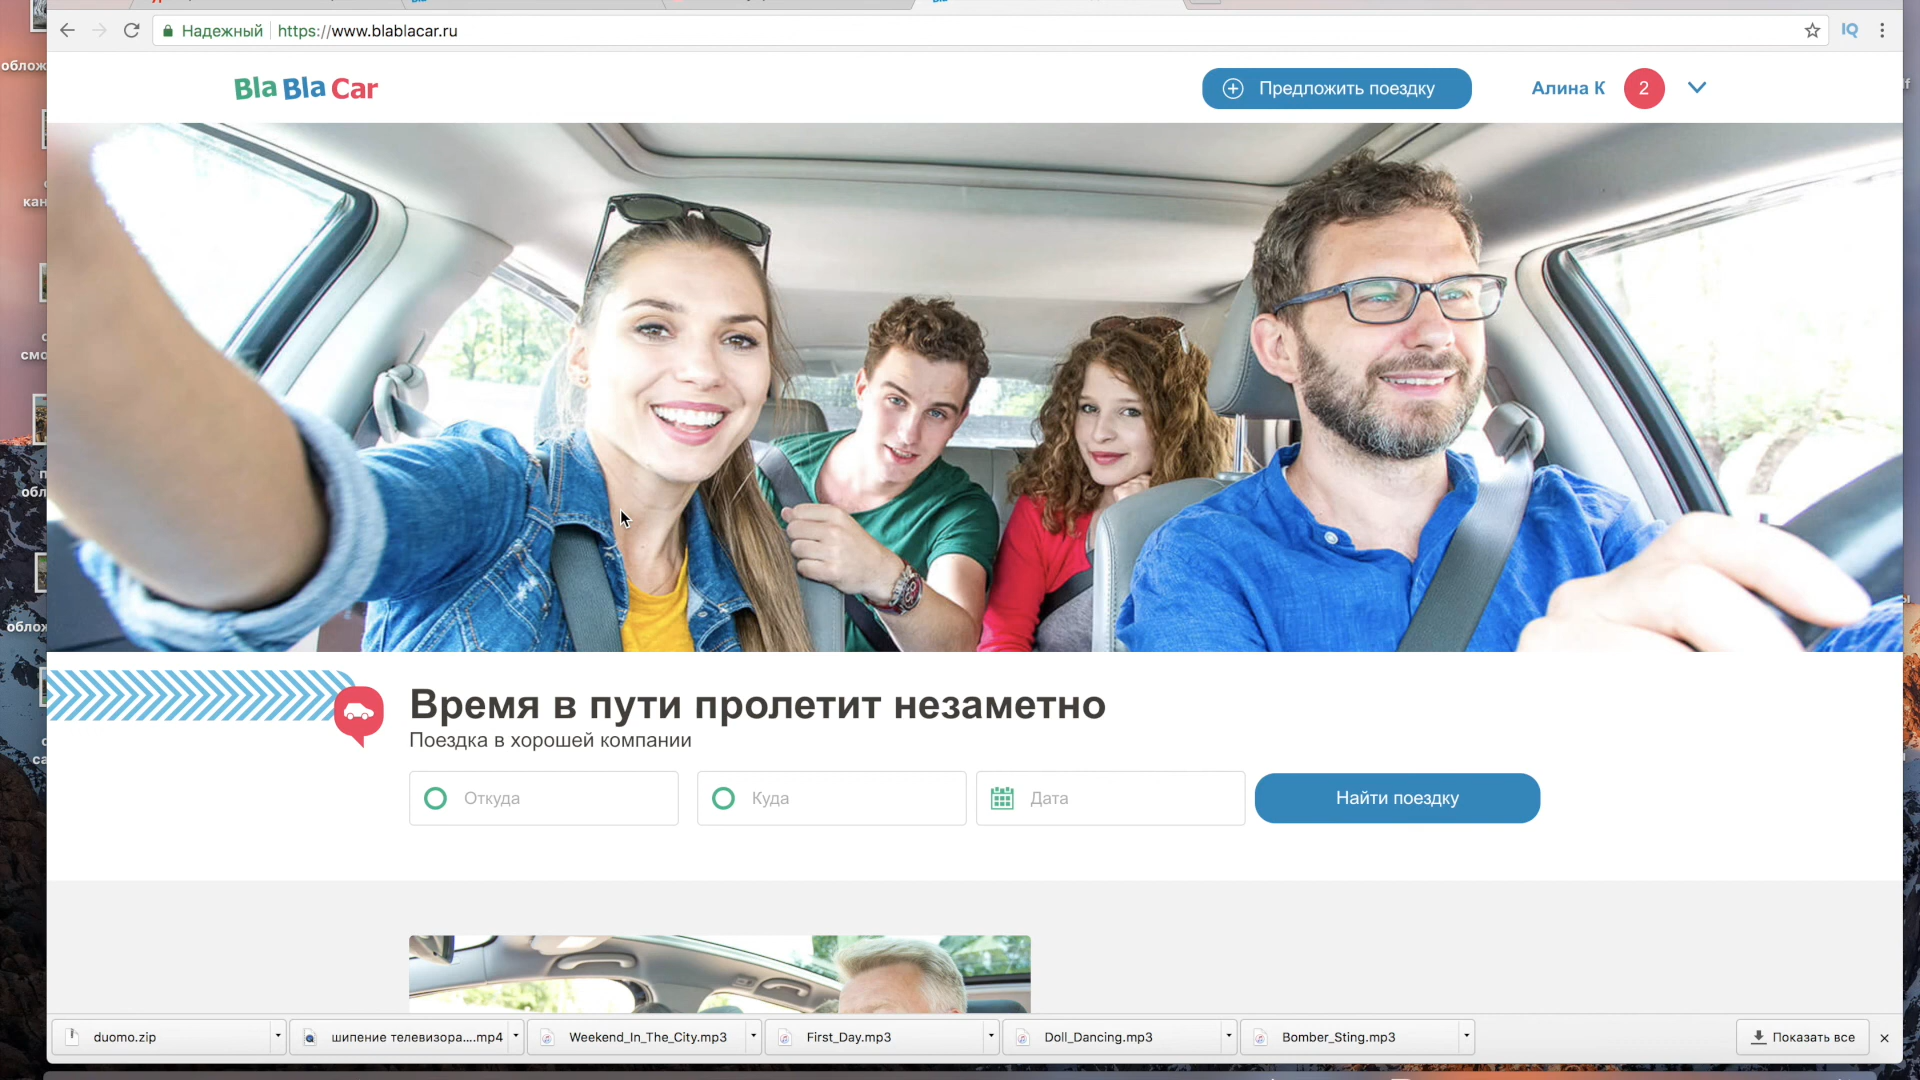 Надежный https://www.blablacar.ru
IQ
Bla Bla Car
Предложить поездку
Алина К
2
Время в пути пролетит незаметно
Поездка в хорошей компании
Откуда
Куда
Дата
Найти поездку
duomo.zip
шипение телевизора....mp4
Weekend_In_The_City.mp3
First_Day.mp3
Doll_Dancing.mp3
Bomber_Sting.mp3
Показать все